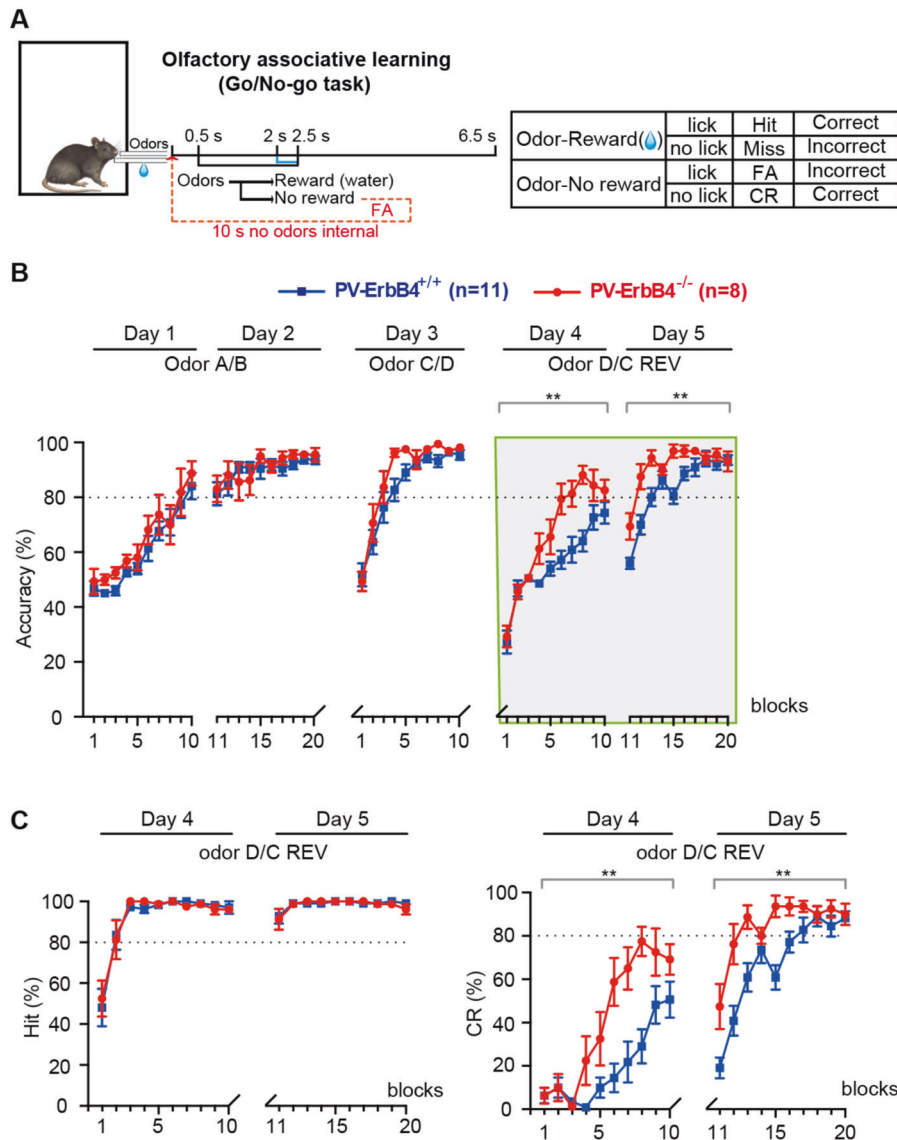 A
Olfactory associative learning
(Go/No-go task)
Odors
0.5 s 2 s 2.5 s 6.5 s
Odors Reward (water)
No reward
FA
10 s no odors internal
Odor-Reward( ) lick Hit Correct
no lick Miss Incorrect
Odor-No reward lick FA Incorrect
no lick CR Correct
B
PV-ErbB4+/+ (n=11) PV-ErbB4-/- (n=8)
Day 1 Day 2 Day 3 Day 4 Day 5
Odor A/B Odor C/D Odor D/C REV
** **
Accuracy (%)
100
80
60
40
20
0
blocks
1 5 10 11 15 20 1 5 10 1 5 10 11 15 20
C
Day 4 Day 5
odor D/C REV
Hit (%)
100
80
60
40
20
0
blocks
1 5 10 11 15 20
Day 4 Day 5
odor D/C REV
** **
CR (%)
100
80
60
40
20
0
blocks
1 5 10 11 15 20